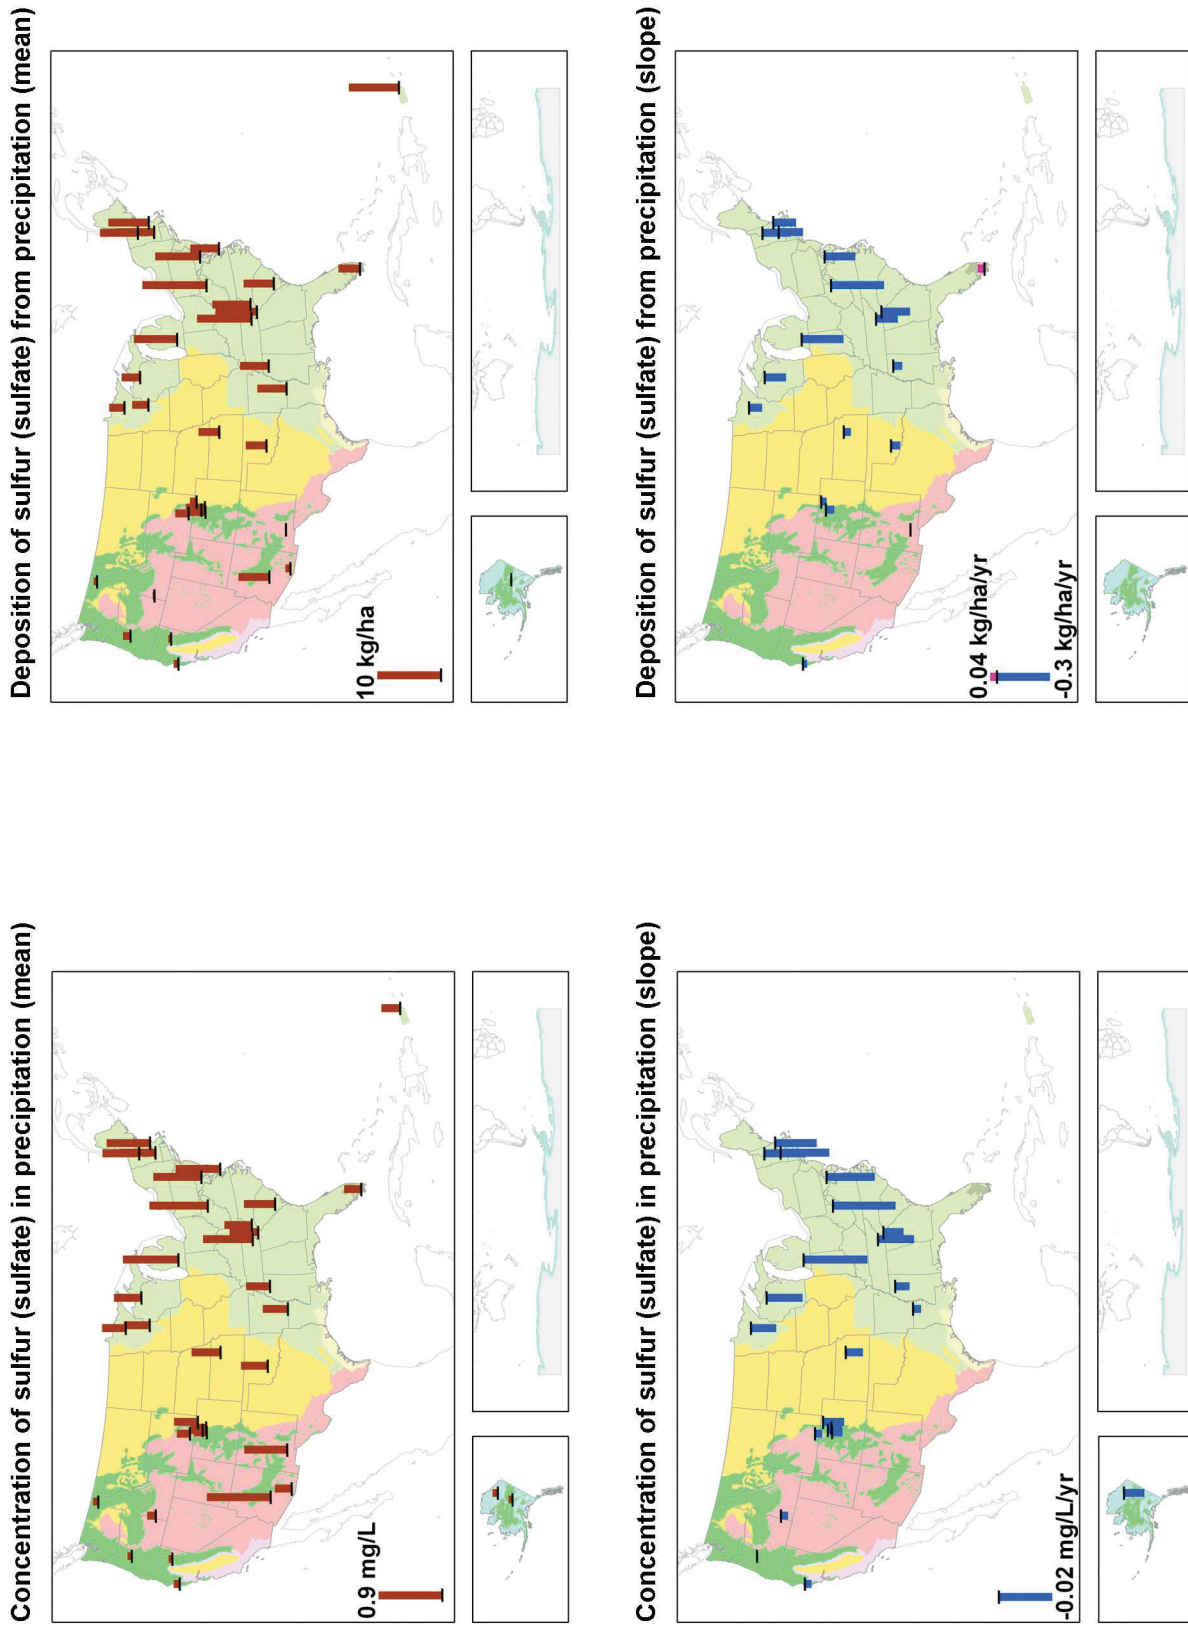 Concentration of sulfur (sulfate) in precipitation (mean)
0.9 mg/L
Deposition of sulfur (sulfate) from precipitation (mean)
10 kg/ha
Concentration of sulfur (sulfate) in precipitation (slope)
-0.02 mg/L/yr
Deposition of sulfur (sulfate) from precipitation (slope)
0.04 kg/ha/yr
-0.3 kg/ha/yr